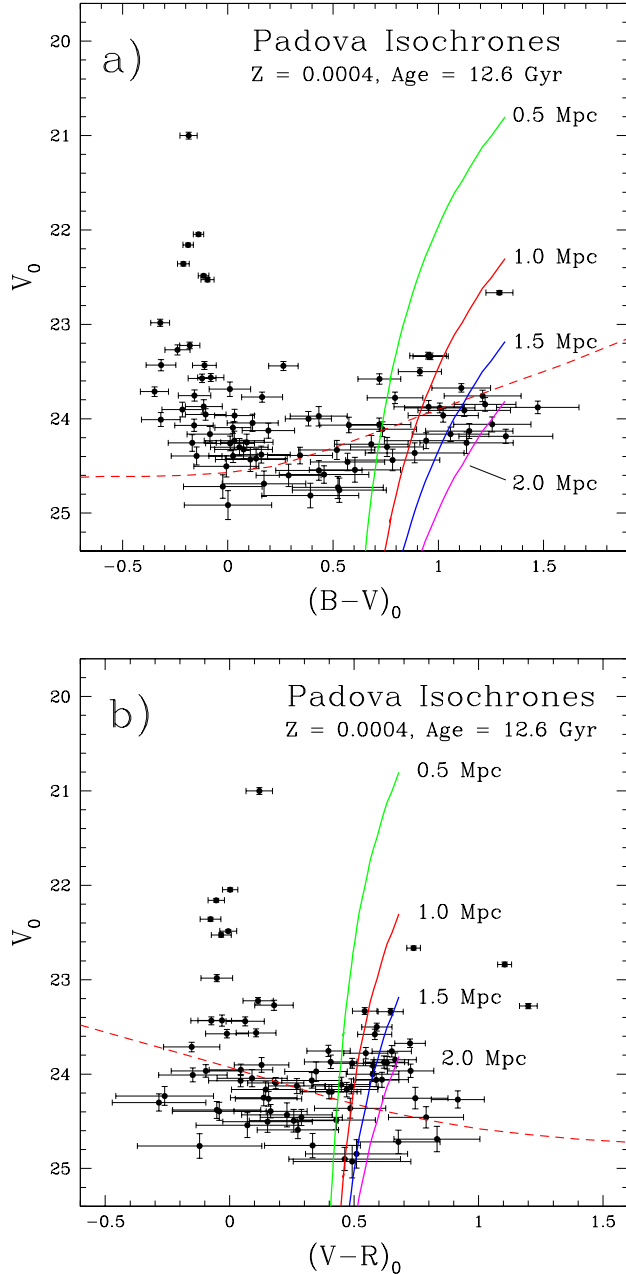 a)
Padova Isochrones
Z = 0.0004, Age = 12.6 Gyr
0.5 Mpc
1.0 Mpc
1.5 Mpc
2.0 Mpc
20
21
22
23
24
25
V0
−0.5 0 0.5 1 1.5
(B−V)0
b)
Padova Isochrones
Z = 0.0004, Age = 12.6 Gyr
0.5 Mpc
1.0 Mpc
1.5 Mpc
2.0 Mpc
20
21
22
23
24
25
V0
−0.5 0 0.5 1 1.5
(V−R)0